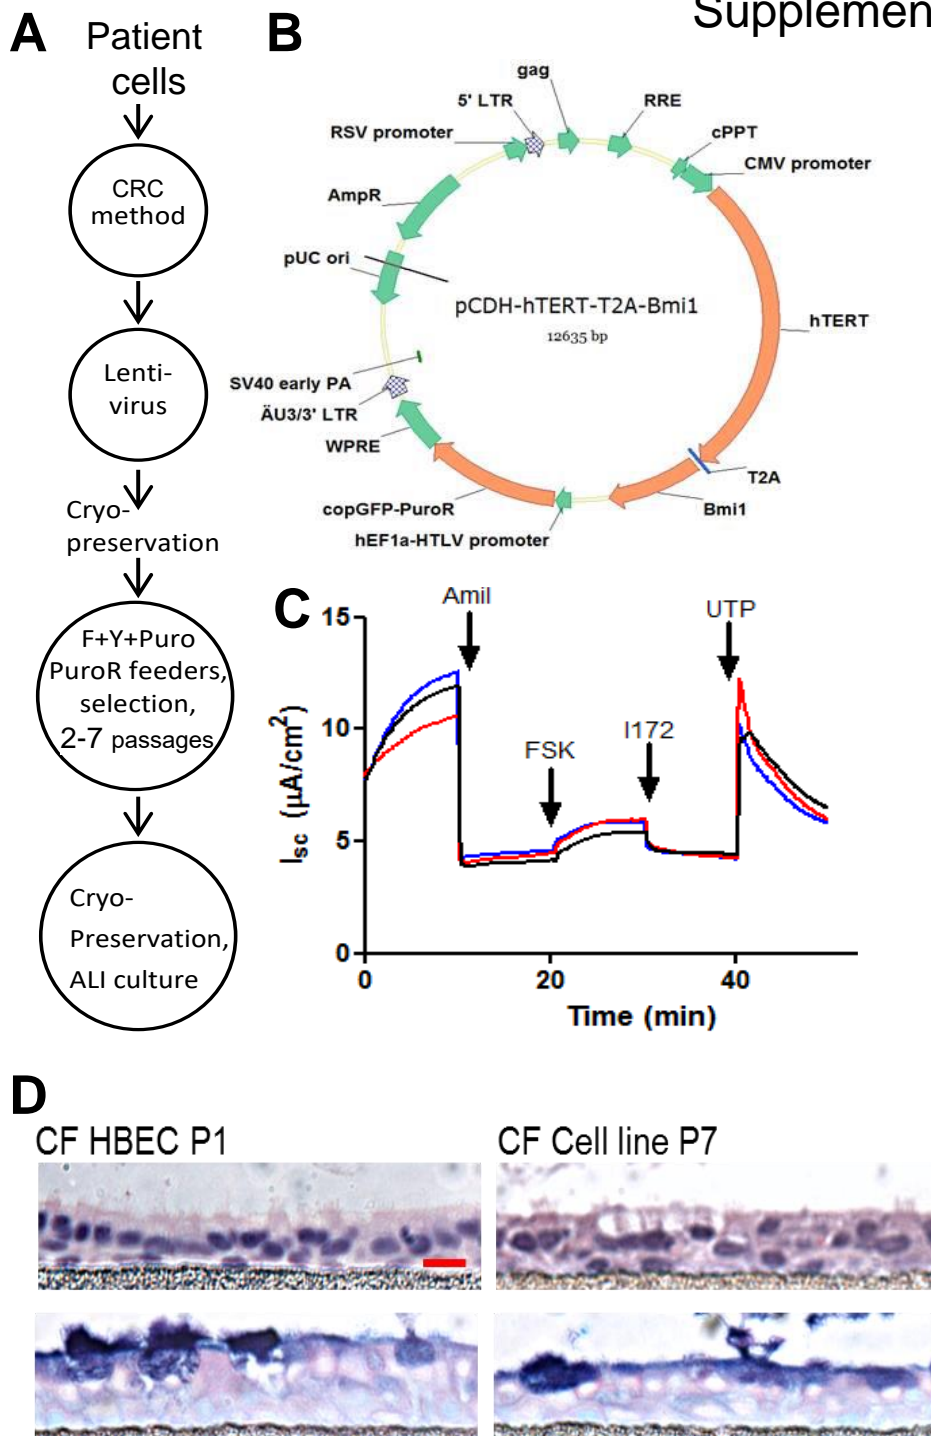 Supplemen
A
Patient
cells
CRC
method
Lenti-
virus
Cryo-
preservation
F+Y+Puro
PuroR feeders,
selection,
2-7 passages
Cryo-
Preservation,
ALI culture
B
gag
5' LTR
RRE
RSV promoter
cPPT
CMV promoter
AmpR
pUC ori
pCDH-hTERT-T2A-Bmi1
12635 bp
hTERT
SV40 early PA
ÄU3/3' LTR
WPRE
T2A
copGFP-PuroR
Bmi1
hEF1a-HTLV promoter
C
Amil
UTP
FSK
I172
Isc (µA/cm2)
15
10
5
0
0
20
40
Time (min)
D
CF HBEC P1
CF Cell line P7